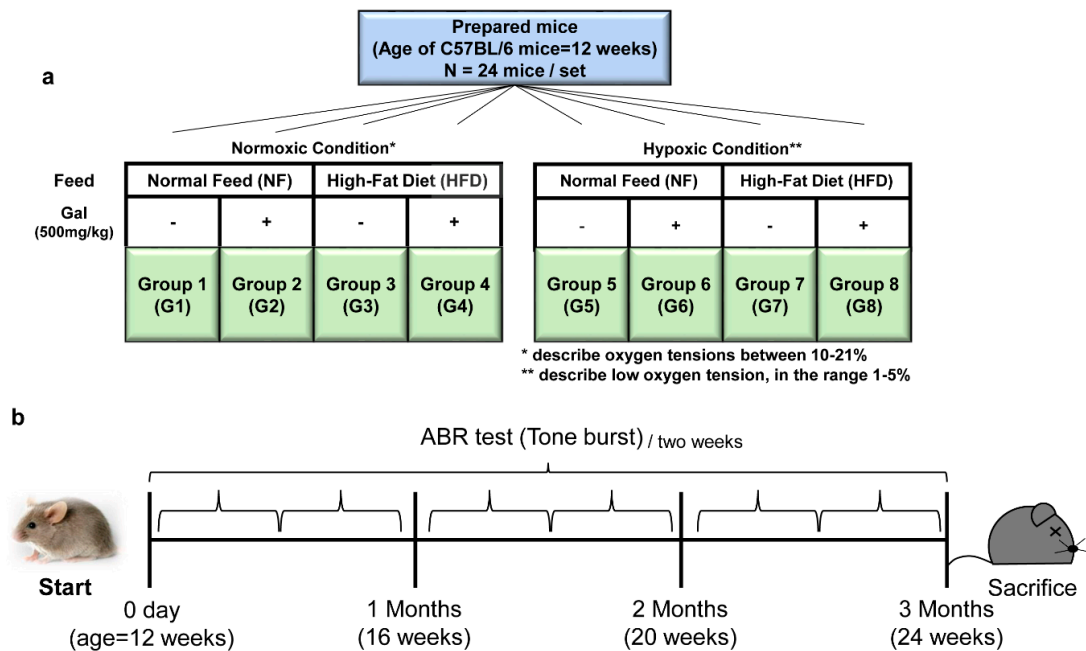 Prepared mice
(Age of C57BL/6 mice=12 weeks)
N = 24 mice / set
a
Normoxic Condition*
Hypoxic Condition**
Feed
Normal Feed (NF)
High-Fat Diet (HFD)
Normal Feed (NF)
High-Fat Diet (HFD)
Gal
(500mg/kg)
-
+
-
+
-
+
-
+
Group 1
(G1)
Group 2
(G2)
Group 3
(G3)
Group 4
(G4)
Group 5
(G5)
Group 6
(G6)
Group 7
(G7)
Group 8
(G8)
* describe oxygen tensions between 10-21%
** describe low oxygen tension, in the range 1-5%
b
ABR test (Tone burst) / two weeks
Start
Sacrifice
0 day
(age=12 weeks)
1 Months
(16 weeks)
2 Months
(20 weeks)
3 Months
(24 weeks)